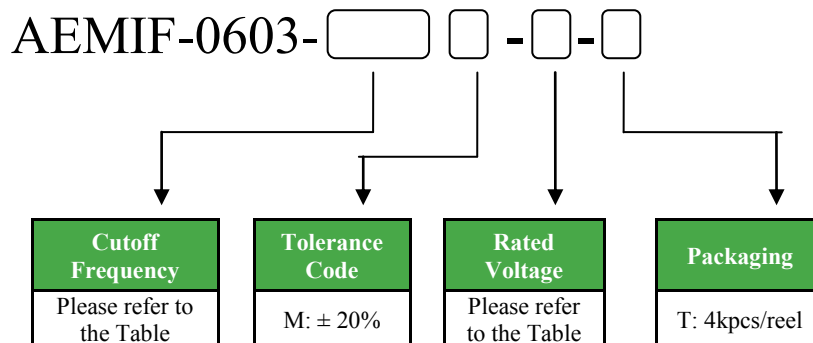 AEMIF-0603- - -
Cutoff
Frequency
Please refer to
the Table
Tolerance
Code
M: ± 20%
Rated
Voltage
Please refer
to the Table
Packaging
T: 4kpcs/reel